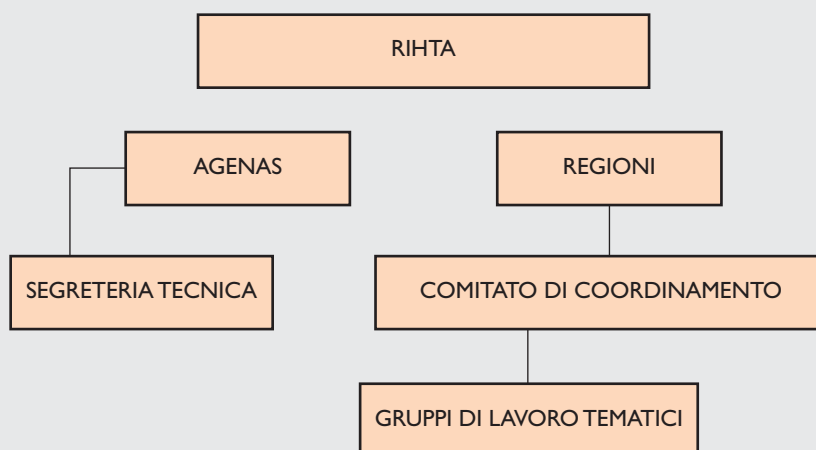 RIHTA
AGENAS
REGIONI
SEGRETERIA TECNICA
COMITATO DI COORDINAMENTO
GRUPPI DI LAVORO TEMATICI